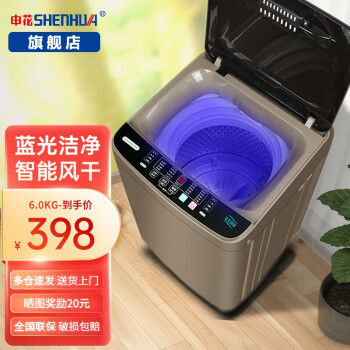 申花SHENHUA®
旗舰店
蓝光洁净
智能风干
6.0KG-到手价
¥398
多仓速发 送货上门
晒图奖励20元
全国联保 破损包赔